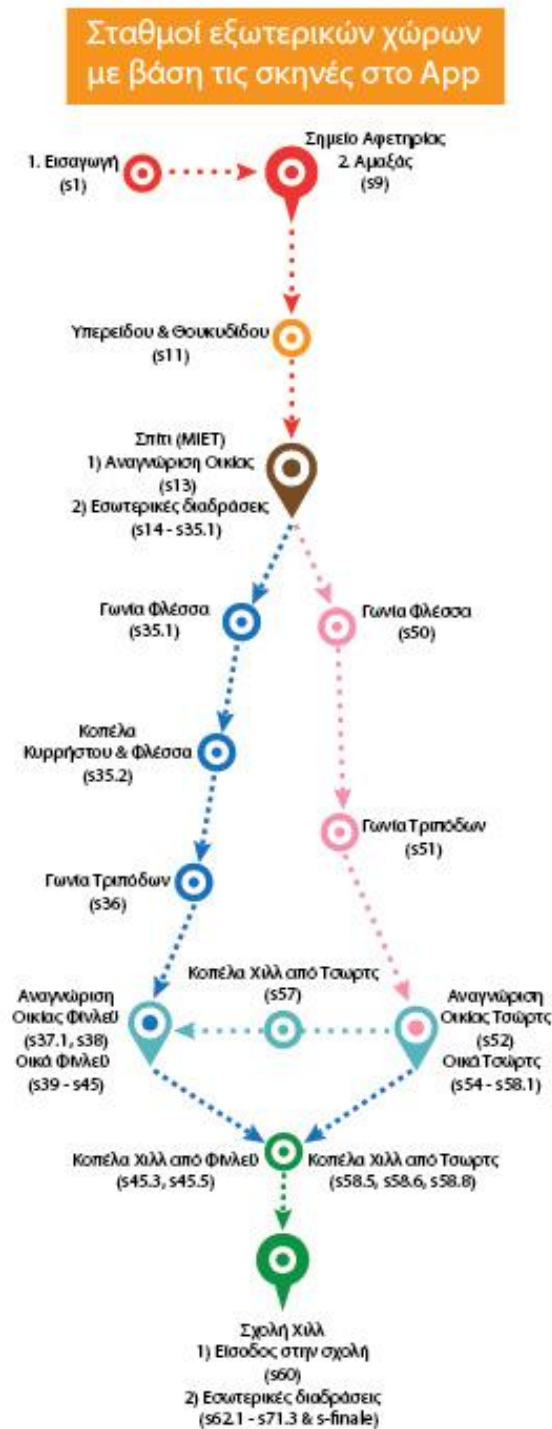 Σταθμοί εξωτερικών χώρων
με βάση τις σκηνές στο App
1. Εισαγωγή
(s1)
Σημείο Αφετηρίας
2. Αμαξάς
(s9)
Υπερείδου & Θουκυδίδου
(s11)
Σπίτι (ΜΙΕΤ)
1) Αναγνώριση Οικίας
(s13)
2) Εσωτερικές διαδράσεις
(s14 - s35.1)
Γωνία Φλέσσα
(s35.1)
Γωνία Φλέσσα
(s50)
Κοπέλα
Κυρρήστου & Φλέσσα
(s35.2)
Γωνία Τριπόδων
(s51)
Γωνία Τριπόδων
(s36)
Κοπέλα Χιλλ από Τσωρτς
(s57)
Αναγνώριση
Οικίας Φίνλεϋ
(s37.1, s38)
Οικά Φίνλεϋ
(s39 - s45)
Αναγνώριση
Οικίας Τσώρτς
(s52)
Οικά Τσώρτς
(s54 - s58.1)
Κοπέλα Χιλλ από Φίνλεϋ
(s45.3, s45.5)
Κοπέλα Χιλλ από Τσωρτς
(s58.5, s58.6, s58.8)
Σχολή Χιλλ
1) Είσοδος στην σχολή
(s60)
2) Εσωτερικές διαδράσεις
(s62.1 - s71.3 & s-finale)